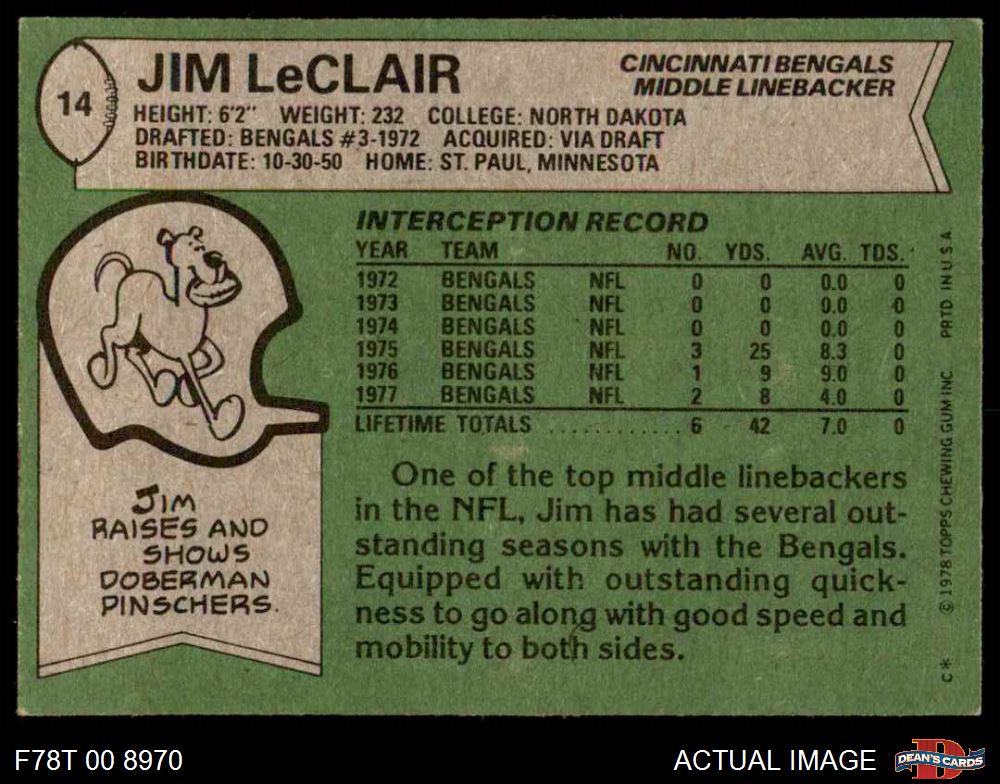 14
JIM LeCLAIR
CINCINNATI BENGALS
MIDDLE LINEBACKER
HEIGHT: 6'2" WEIGHT: 232 COLLEGE: NORTH DAKOTA
DRAFTED: BENGALS #3-1972 ACQUIRED: VIA DRAFT
BIRTHDATE: 10-30-50 HOME: ST. PAUL, MINNESOTA
INTERCEPTION RECORD
YEAR TEAM NO. YDS. AVG. TDS.
1972 BENGALS NFL 0 0 0.0 0
1973 BENGALS NFL 0 0 0.0 0
1974 BENGALS NFL 0 0 0.0 0
1975 BENGALS NFL 3 25 8.3 0
1976 BENGALS NFL 1 9 9.0 0
1977 BENGALS NFL 2 8 4.0 0
LIFETIME TOTALS ............ 6 42 7.0 0
One of the top middle linebackers
in the NFL, Jim has had several out-
standing seasons with the Bengals.
Equipped with outstanding quick-
ness to go along with good speed and
mobility to both sides.
JIM
RAISES AND
SHOWS
DOBERMAN
PINSCHERS.
C* © 1978 TOPPS CHEWING GUM INC. PRTD IN U S A
F78T 00 8970
ACTUAL IMAGE
D
DEAN'S CARDS